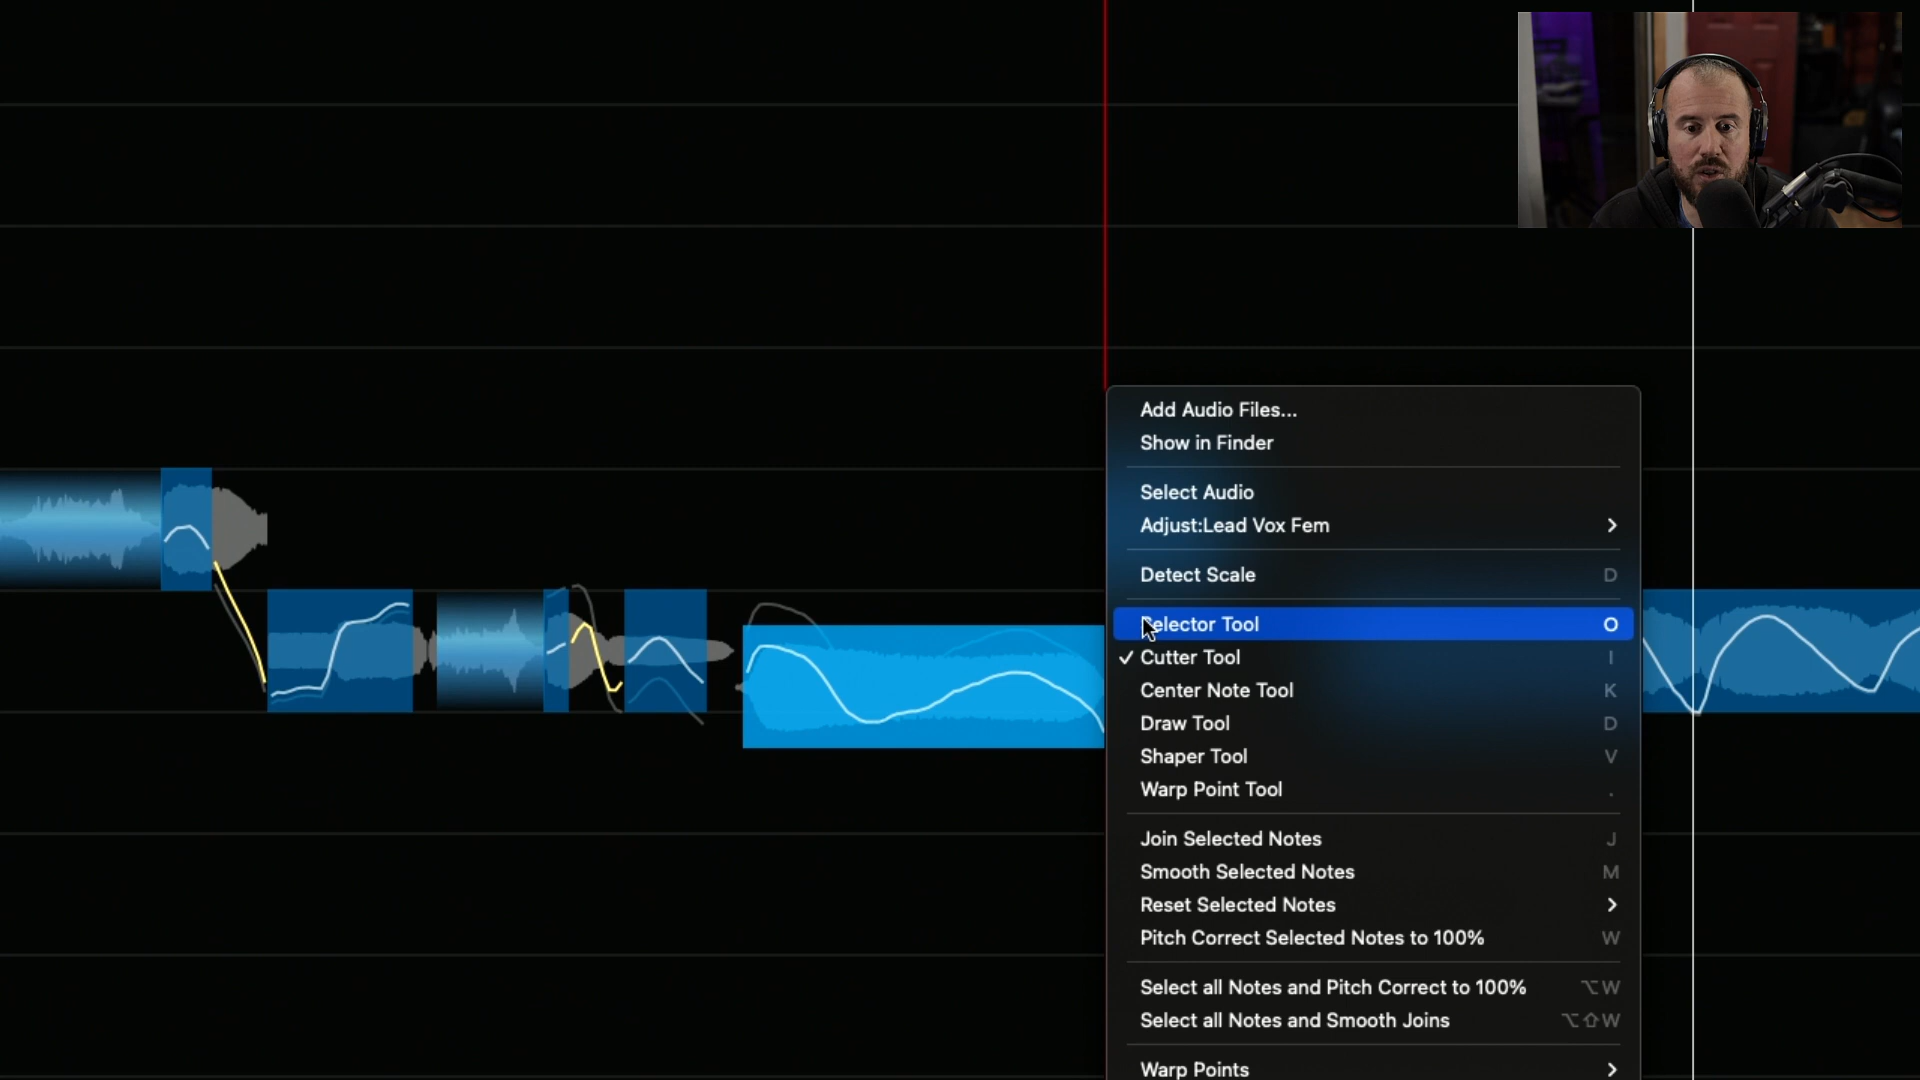 Add Audio Files...
Show in Finder
Select Audio
Adjust:Lead Vox Fem
Detect Scale D
Selector Tool O
✓ Cutter Tool I
Center Note Tool K
Draw Tool D
Shaper Tool V
Warp Point Tool .
Join Selected Notes J
Smooth Selected Notes M
Reset Selected Notes
Pitch Correct Selected Notes to 100% W
Select all Notes and Pitch Correct to 100% ⌥W
Select all Notes and Smooth Joins ⌥⇧W
Warp Points